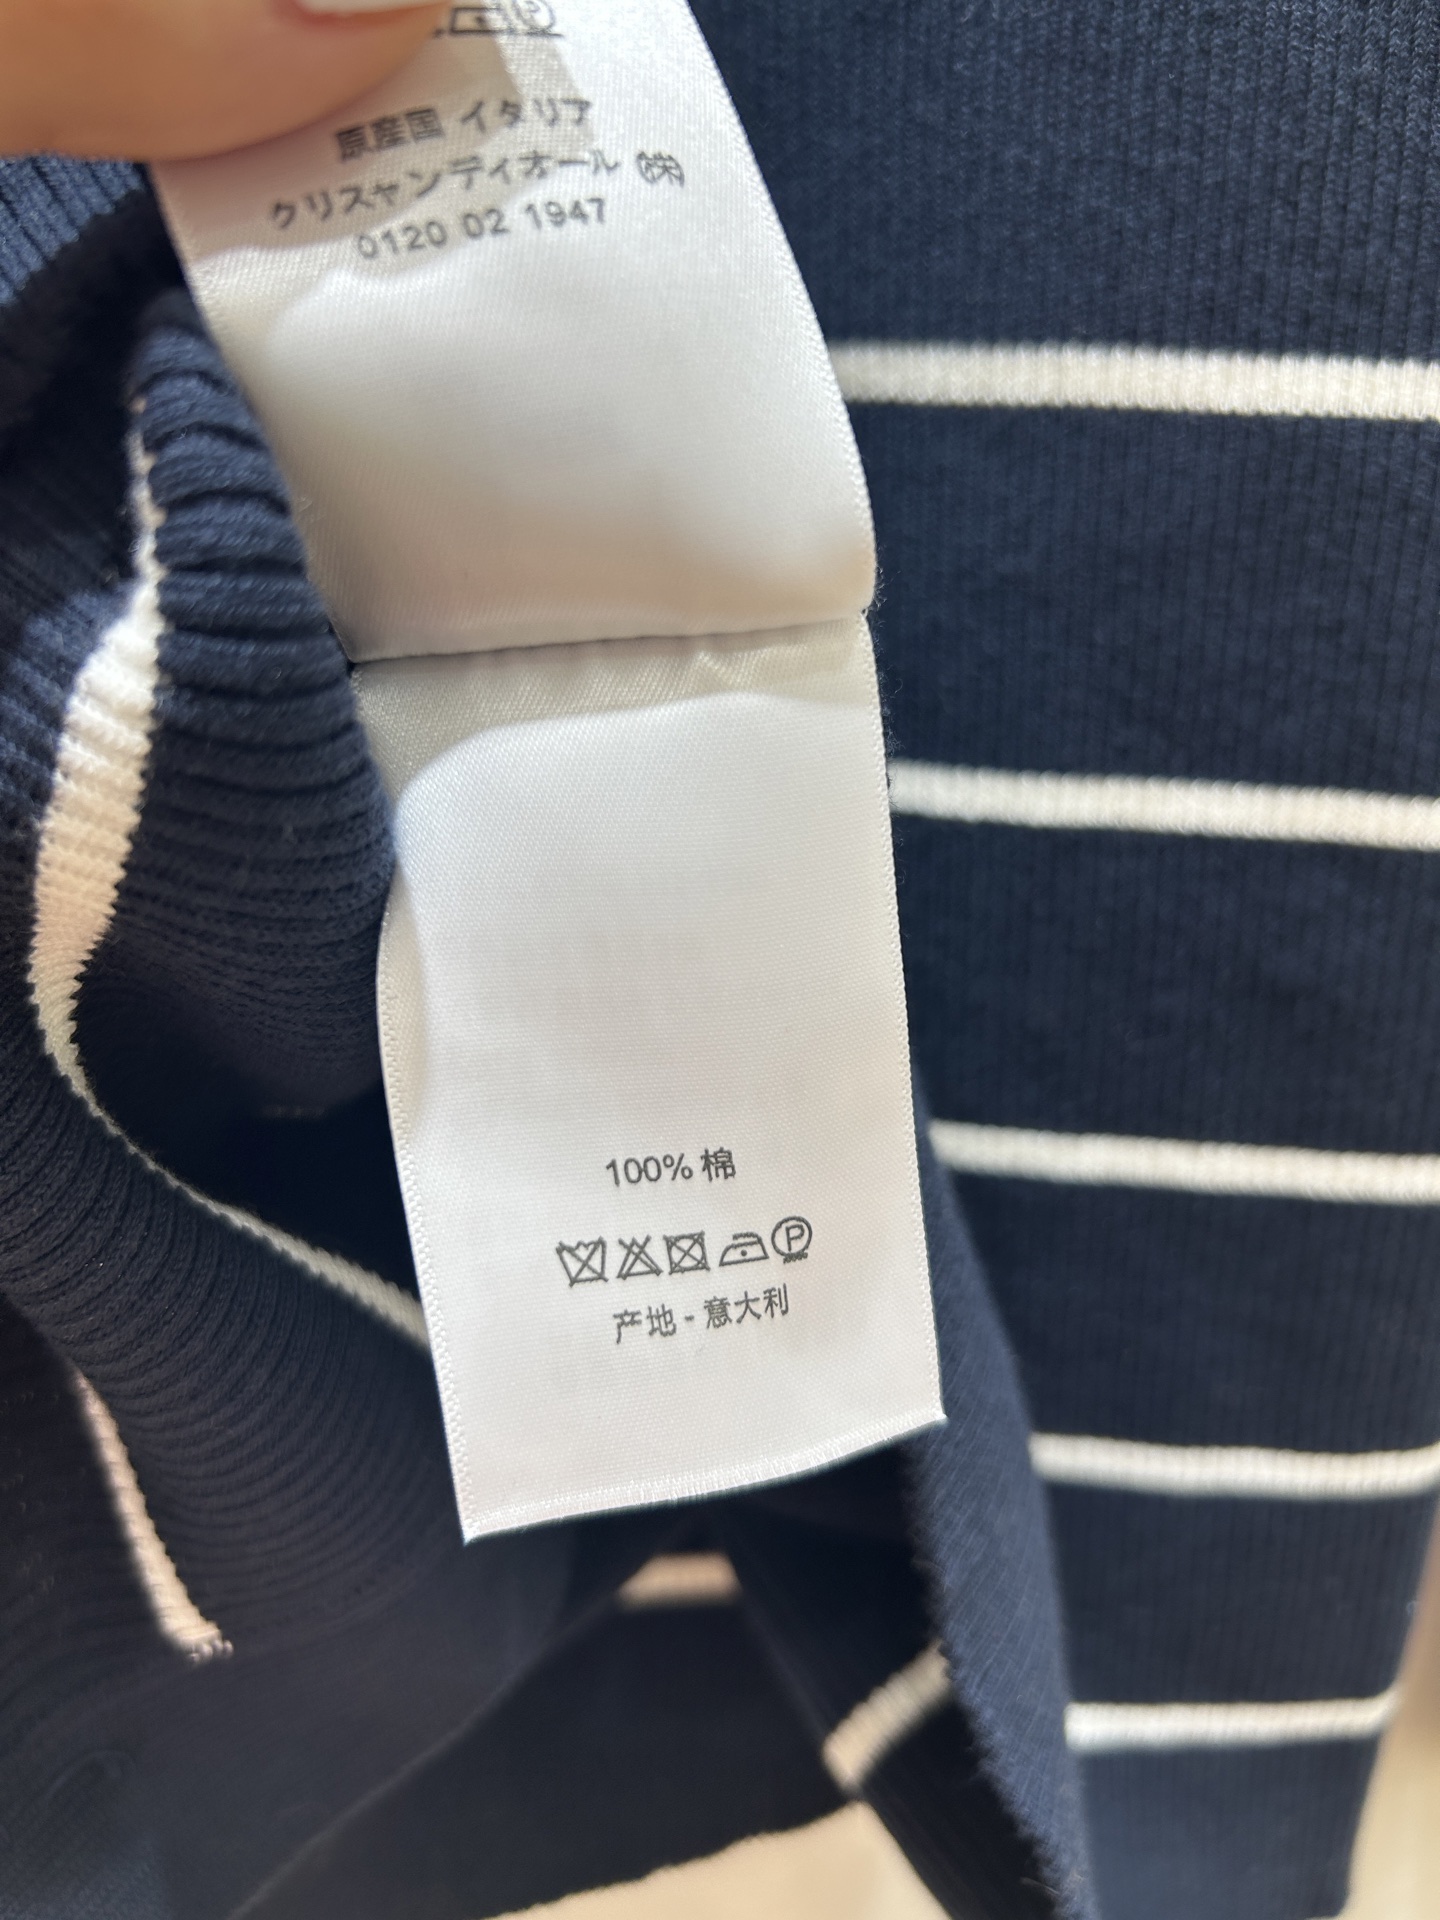 原産国 イタリア
クリスチャン ディオール ㈱
0120 02 1947
100% 棉
产地 - 意大利